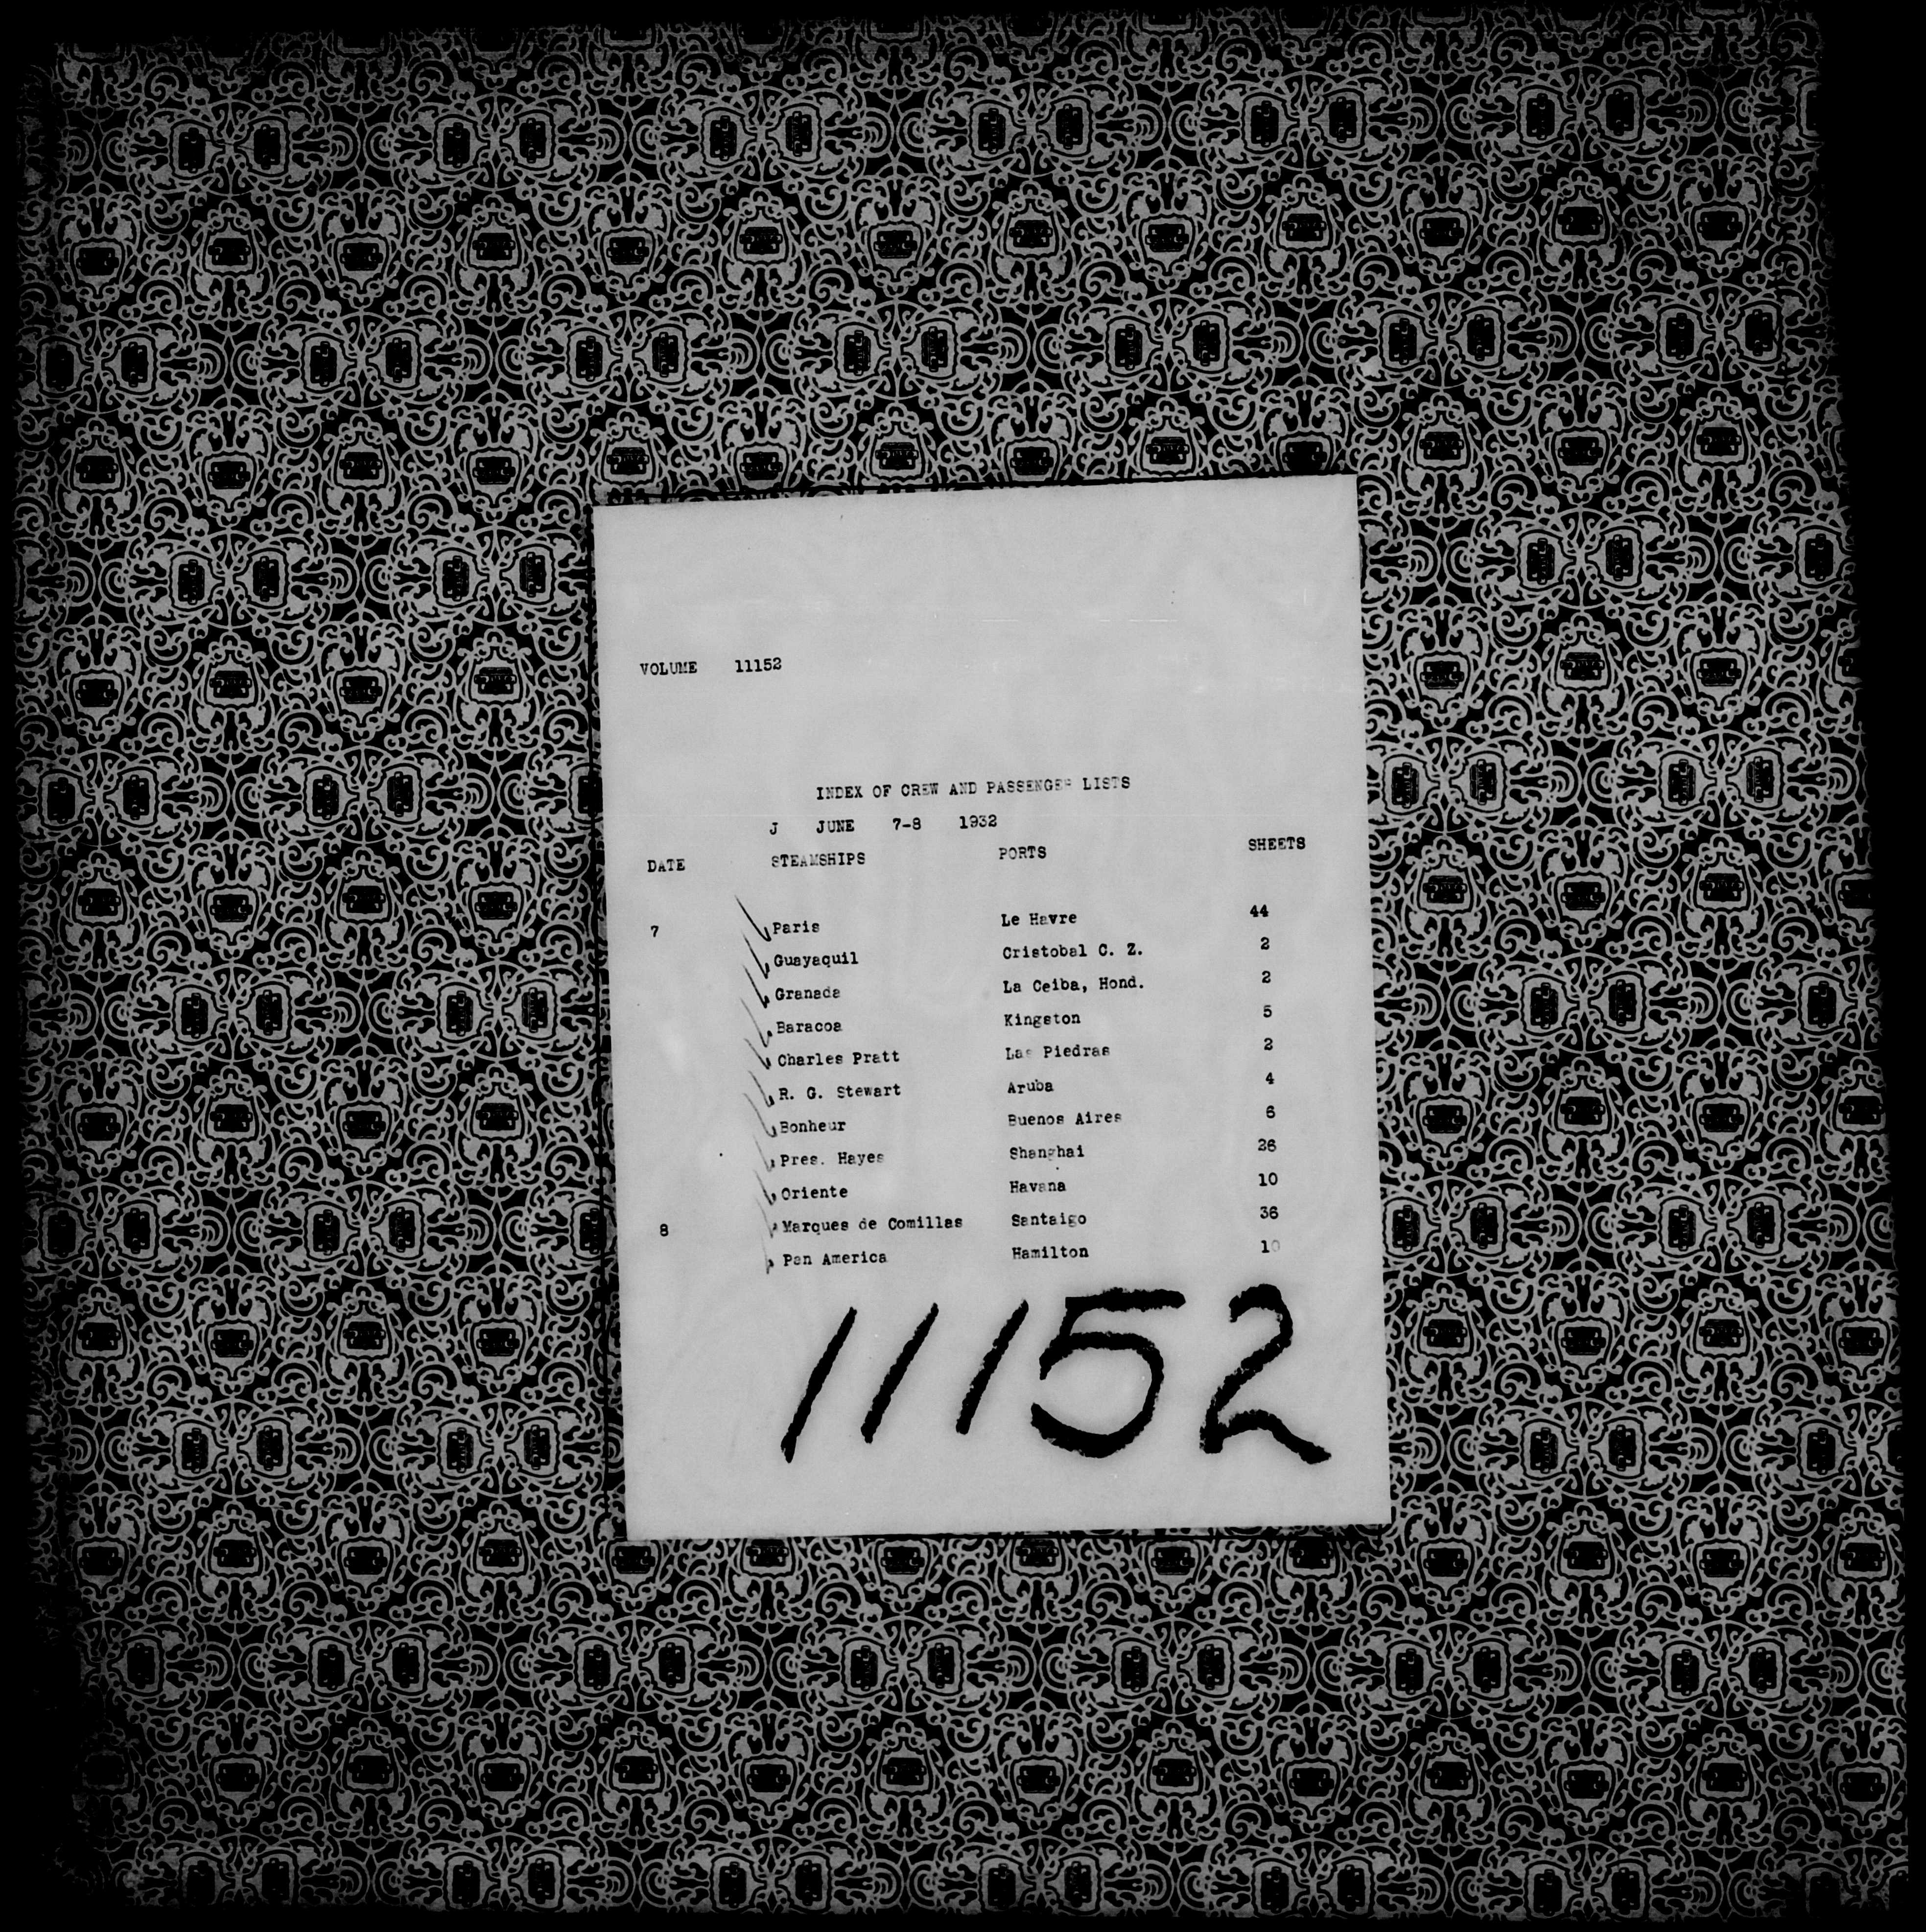 VOLUME 11152
INDEX OF CREW AND PASSENGER LISTS
J JUNE 7-8 1932
DATE STEAMSHIPS PORTS SHEETS
7 Paris Le Havre 44
Guayaquil Cristobal C. Z. 2
Granada La Ceiba, Hond. 2
Baracoa Kingston 5
Charles Pratt Las Piedras 2
R. G. Stewart Aruba 4
Bonheur Buenos Aires 6
Pres. Hayes Shanghai 26
Oriente Havana 10
8 Marques de Comillas Santaigo 36
Pan America Hamilton 10
11152